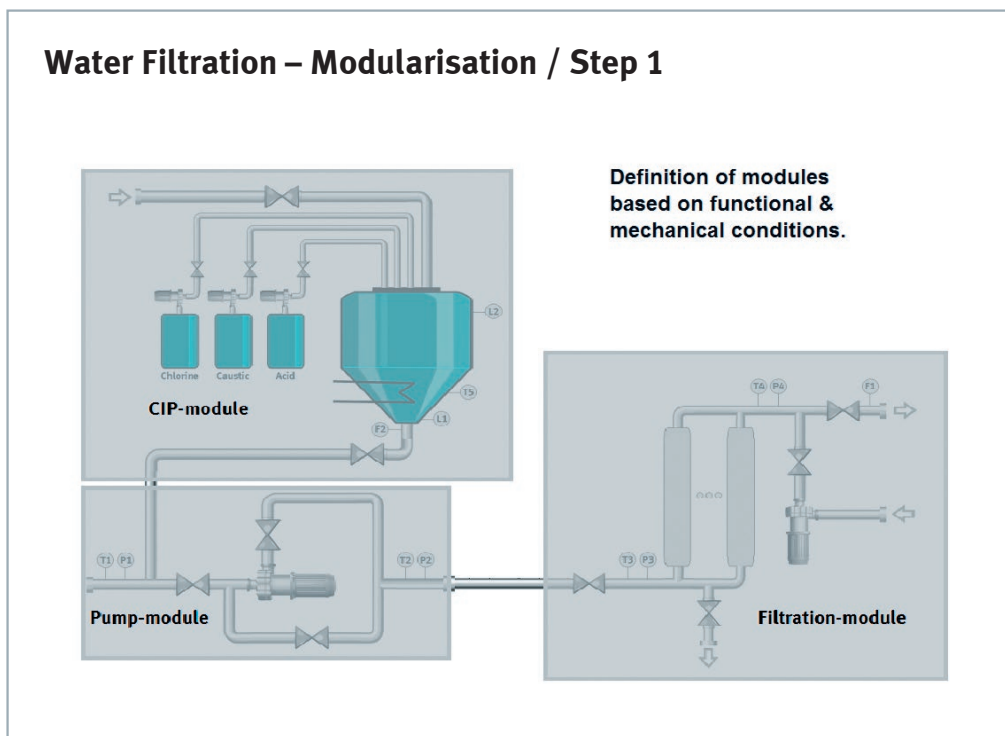 Water Filtration – Modularisation / Step 1
Definition of modules
based on functional &
mechanical conditions.
L2
Chlorine
Caustic
Acid
T5
CIP-module
L1
F2
T4
P4
F1
T1
P1
T2
P2
T3
P3
Pump-module
Filtration-module